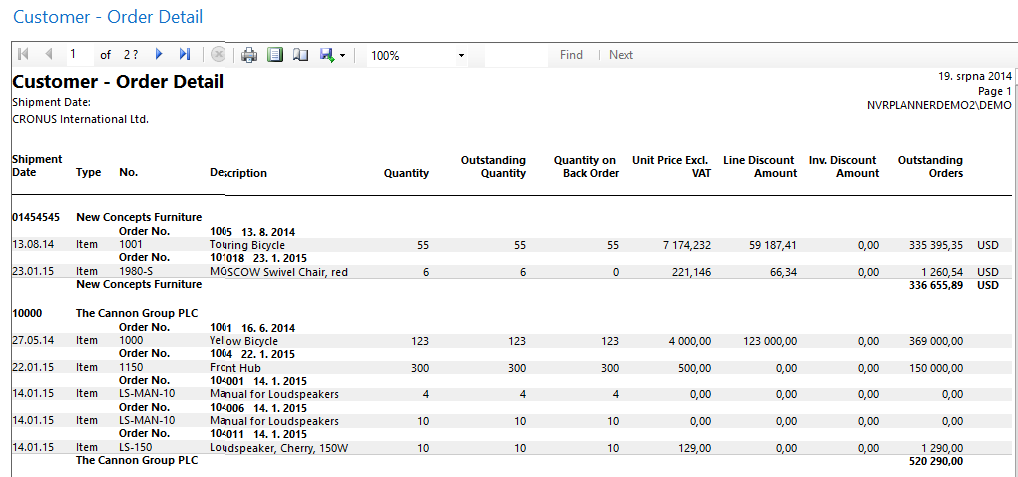 Customer - Order Detail
1 of 2 ? 100% Find Next
Customer - Order Detail
19. srpna 2014
Shipment Date:
Page 1
CRONUS International Ltd.
NVRPLANNERDEMO2\DEMO
Shipment Date Type No. Description Quantity Outstanding Quantity Quantity on Back Order Unit Price Excl. VAT Line Discount Amount Inv. Discount Amount Outstanding Orders
01454545 New Concepts Furniture
Order No. 1005 13. 8. 2014
13.08.14 Item 1001 Touring Bicycle 55 55 55 7 174,232 59 187,41 0,00 335 395,35 USD
Order No. 101018 23. 1. 2015
23.01.15 Item 1980-S MOSCOW Swivel Chair, red 6 6 0 221,146 66,34 0,00 1 260,54 USD
New Concepts Furniture 336 655,89 USD
10000 The Cannon Group PLC
Order No. 1001 16. 6. 2014
27.05.14 Item 1000 Yellow Bicycle 123 123 123 4 000,00 123 000,00 0,00 369 000,00
Order No. 1004 22. 1. 2015
22.01.15 Item 1150 Front Hub 300 300 300 500,00 0,00 0,00 150 000,00
Order No. 104001 14. 1. 2015
14.01.15 Item LS-MAN-10 Manual for Loudspeakers 4 4 4 0,00 0,00 0,00 0,00
Order No. 104006 14. 1. 2015
14.01.15 Item LS-MAN-10 Manual for Loudspeakers 10 10 10 0,00 0,00 0,00 0,00
Order No. 104011 14. 1. 2015
14.01.15 Item LS-150 Loudspeaker, Cherry, 150W 10 10 10 129,00 0,00 0,00 1 290,00
The Cannon Group PLC 520 290,00